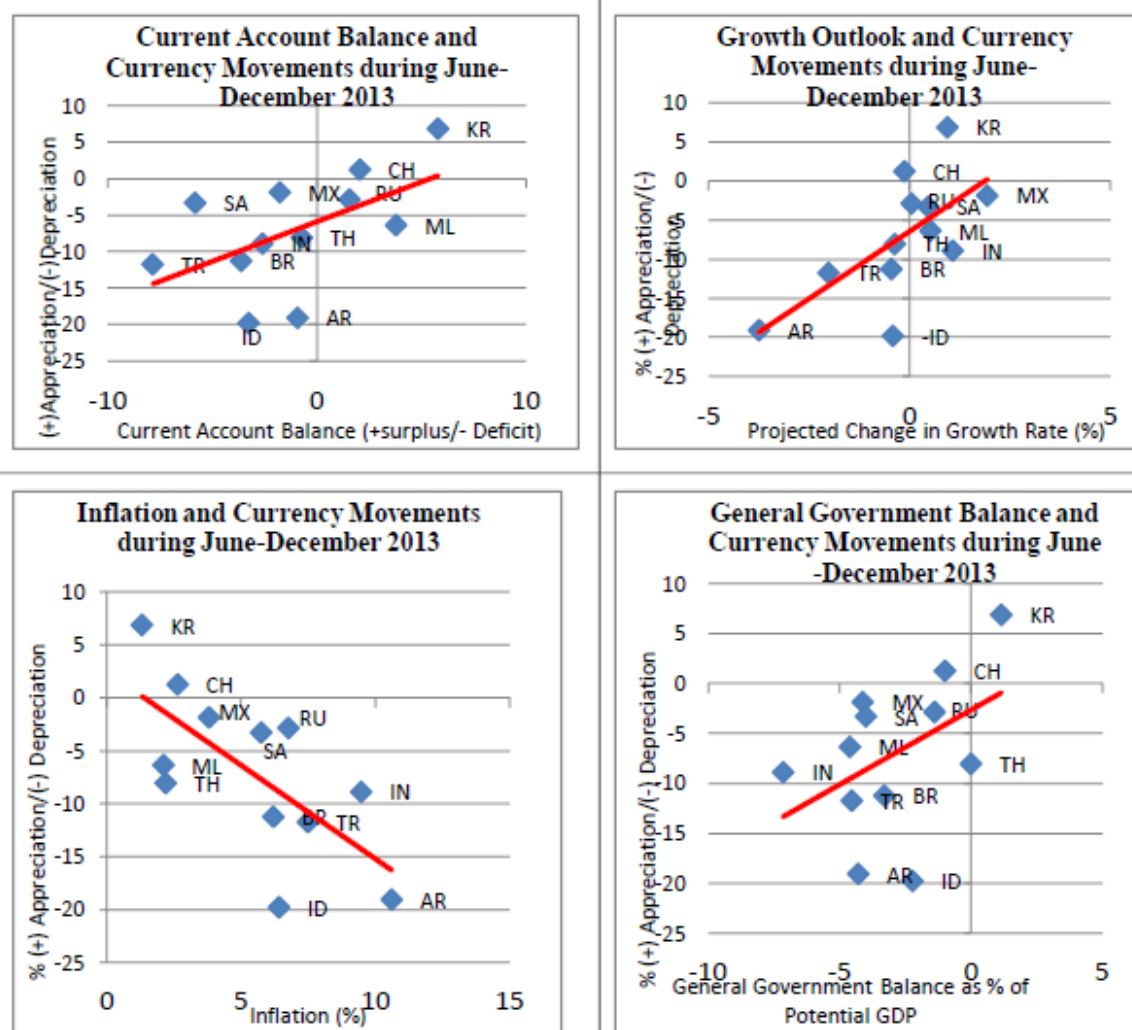 Current Account Balance and
Currency Movements during June-
December 2013
(+)Appreciation/(-)Depreciation
10
5
0
-5
-10
-15
-20
-25
KR
CH
MX
RU
SA
ML
TH
IN
BR
TR
AR
ID
-10
0
10
Current Account Balance (+surplus/- Deficit)
Growth Outlook and Currency
Movements during June-
December 2013
% (+) Appreciation/(-)
Depreciation
10
5
0
-5
-10
-15
-20
-25
KR
CH
MX
RU
SA
ML
TH
IN
BR
TR
AR
-ID
-5
0
5
Projected Change in Growth Rate (%)
Inflation and Currency Movements
during June-December 2013
% (+) Appreciation/(-) Depreciation
10
5
0
-5
-10
-15
-20
-25
KR
CH
MX
RU
SA
ML
TH
IN
BR
TR
ID
AR
0
5
10
15
Inflation (%)
General Government Balance and
Currency Movements during June
-December 2013
% (+) Appreciation/(-) Depreciation
10
5
0
-5
-10
-15
-20
-25
KR
CH
MX
RU
SA
ML
TH
IN
BR
TR
AR
ID
-10
-5
0
5
General Government Balance as % of
Potential GDP